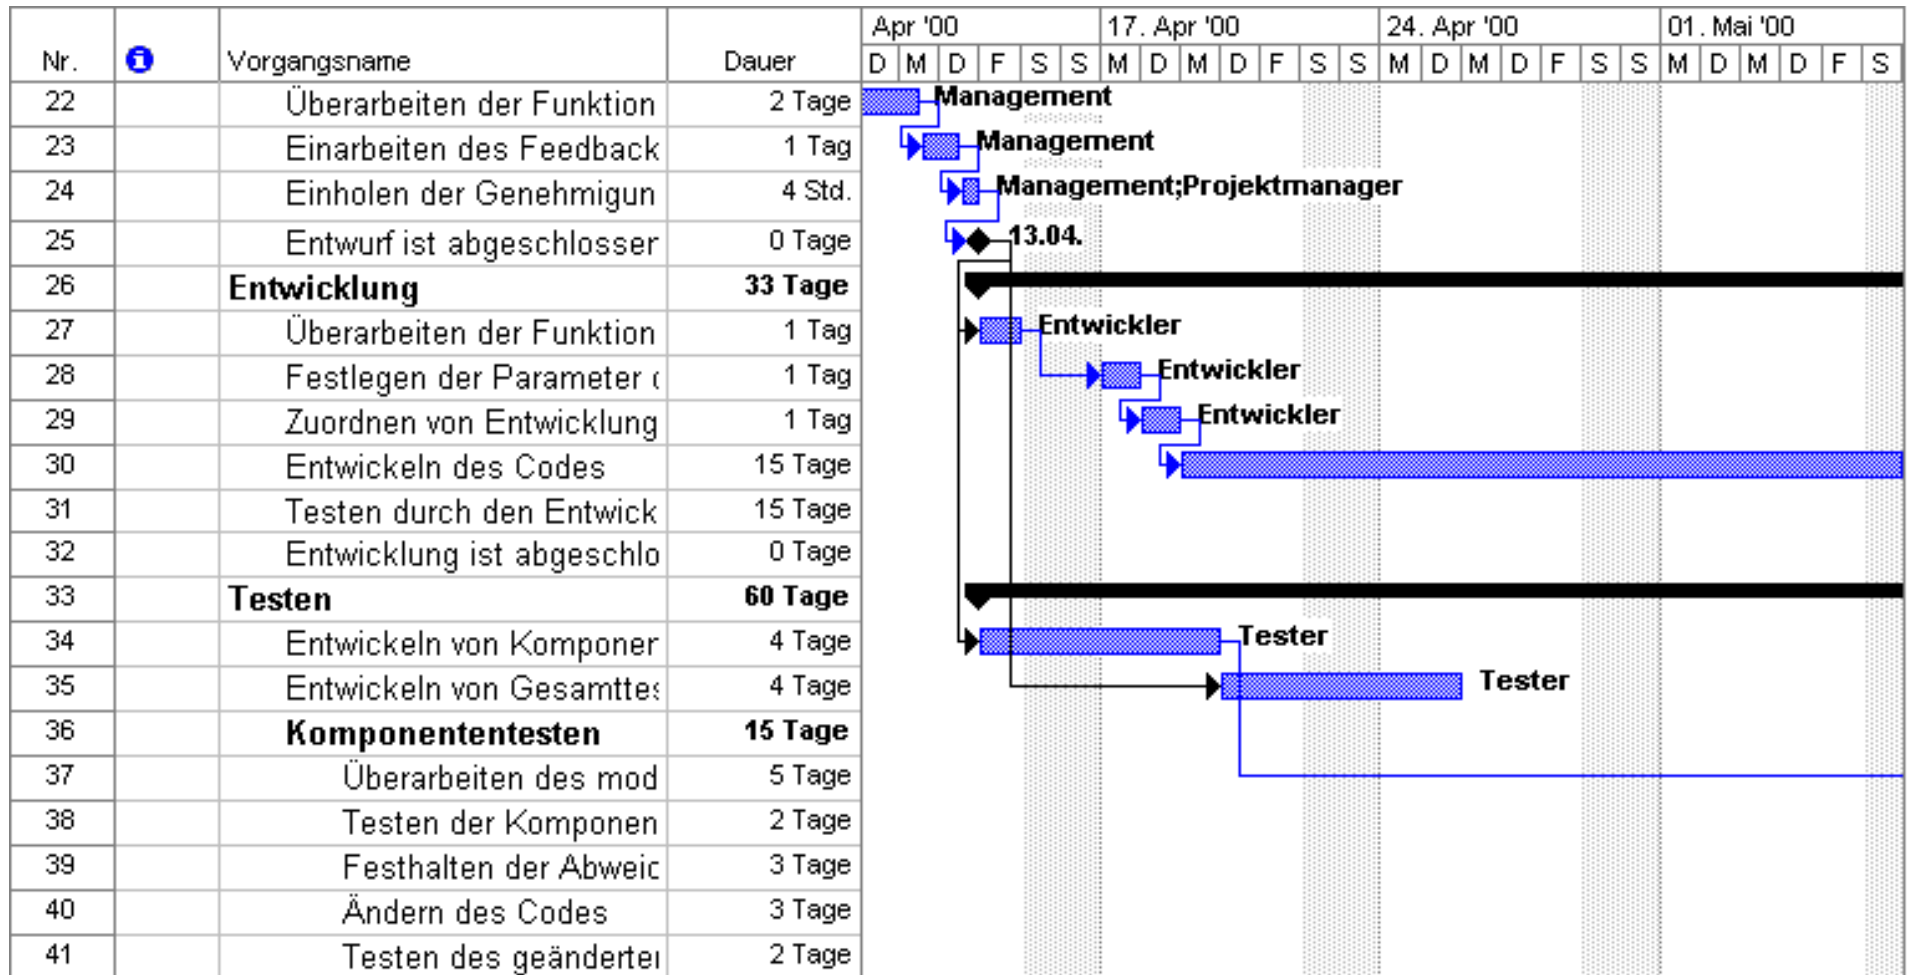 Apr '00 17. Apr '00 24. Apr '00 01. Mai '00
Nr. Vorgangsname Dauer D M D F S S M D M D F S S M D M D F S S M D M D F S
22 Überarbeiten der Funktion 2 Tage Management
23 Einarbeiten des Feedback 1 Tag Management
24 Einholen der Genehmigun 4 Std. Management;Projektmanager
25 Entwurf ist abgeschlosser 0 Tage 13.04.
26 Entwicklung 33 Tage
27 Überarbeiten der Funktion 1 Tag Entwickler
28 Festlegen der Parameter 1 Tag Entwickler
29 Zuordnen von Entwicklung 1 Tag Entwickler
30 Entwickeln des Codes 15 Tage
31 Testen durch den Entwick 15 Tage
32 Entwicklung ist abgeschlo 0 Tage
33 Testen 60 Tage
34 Entwickeln von Komponer 4 Tage Tester
35 Entwickeln von Gesamttes 4 Tage Tester
36 Komponententesten 15 Tage
37 Überarbeiten des mod 5 Tage
38 Testen der Komponen 2 Tage
39 Festhalten der Abweic 3 Tage
40 Ändern des Codes 3 Tage
41 Testen des geänderter 2 Tage